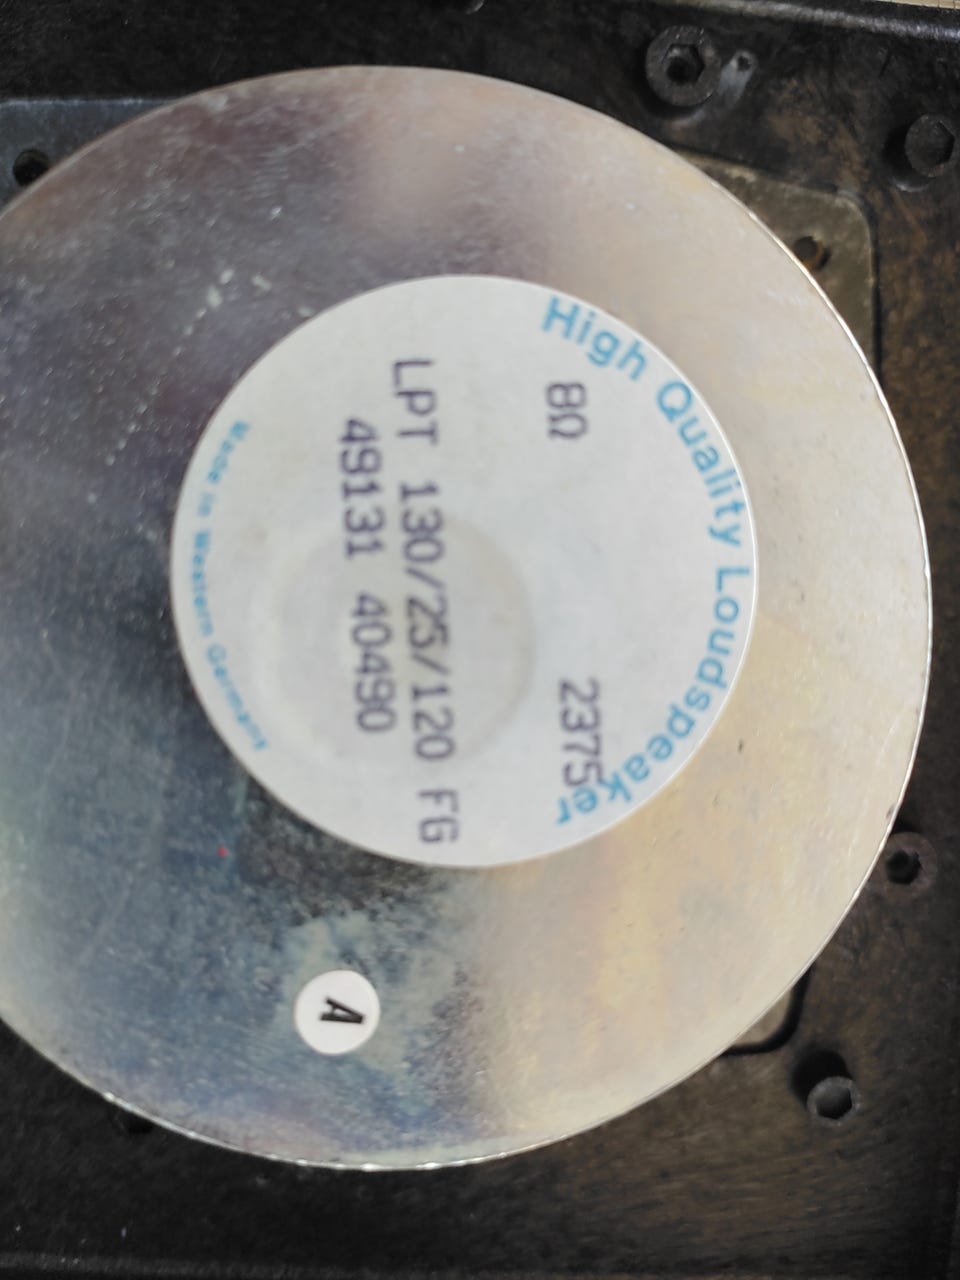 High Quality Loudspeaker
8Ω 2375
LPT 130/25/120 FG
49131 40490
Made in Western Germany
A